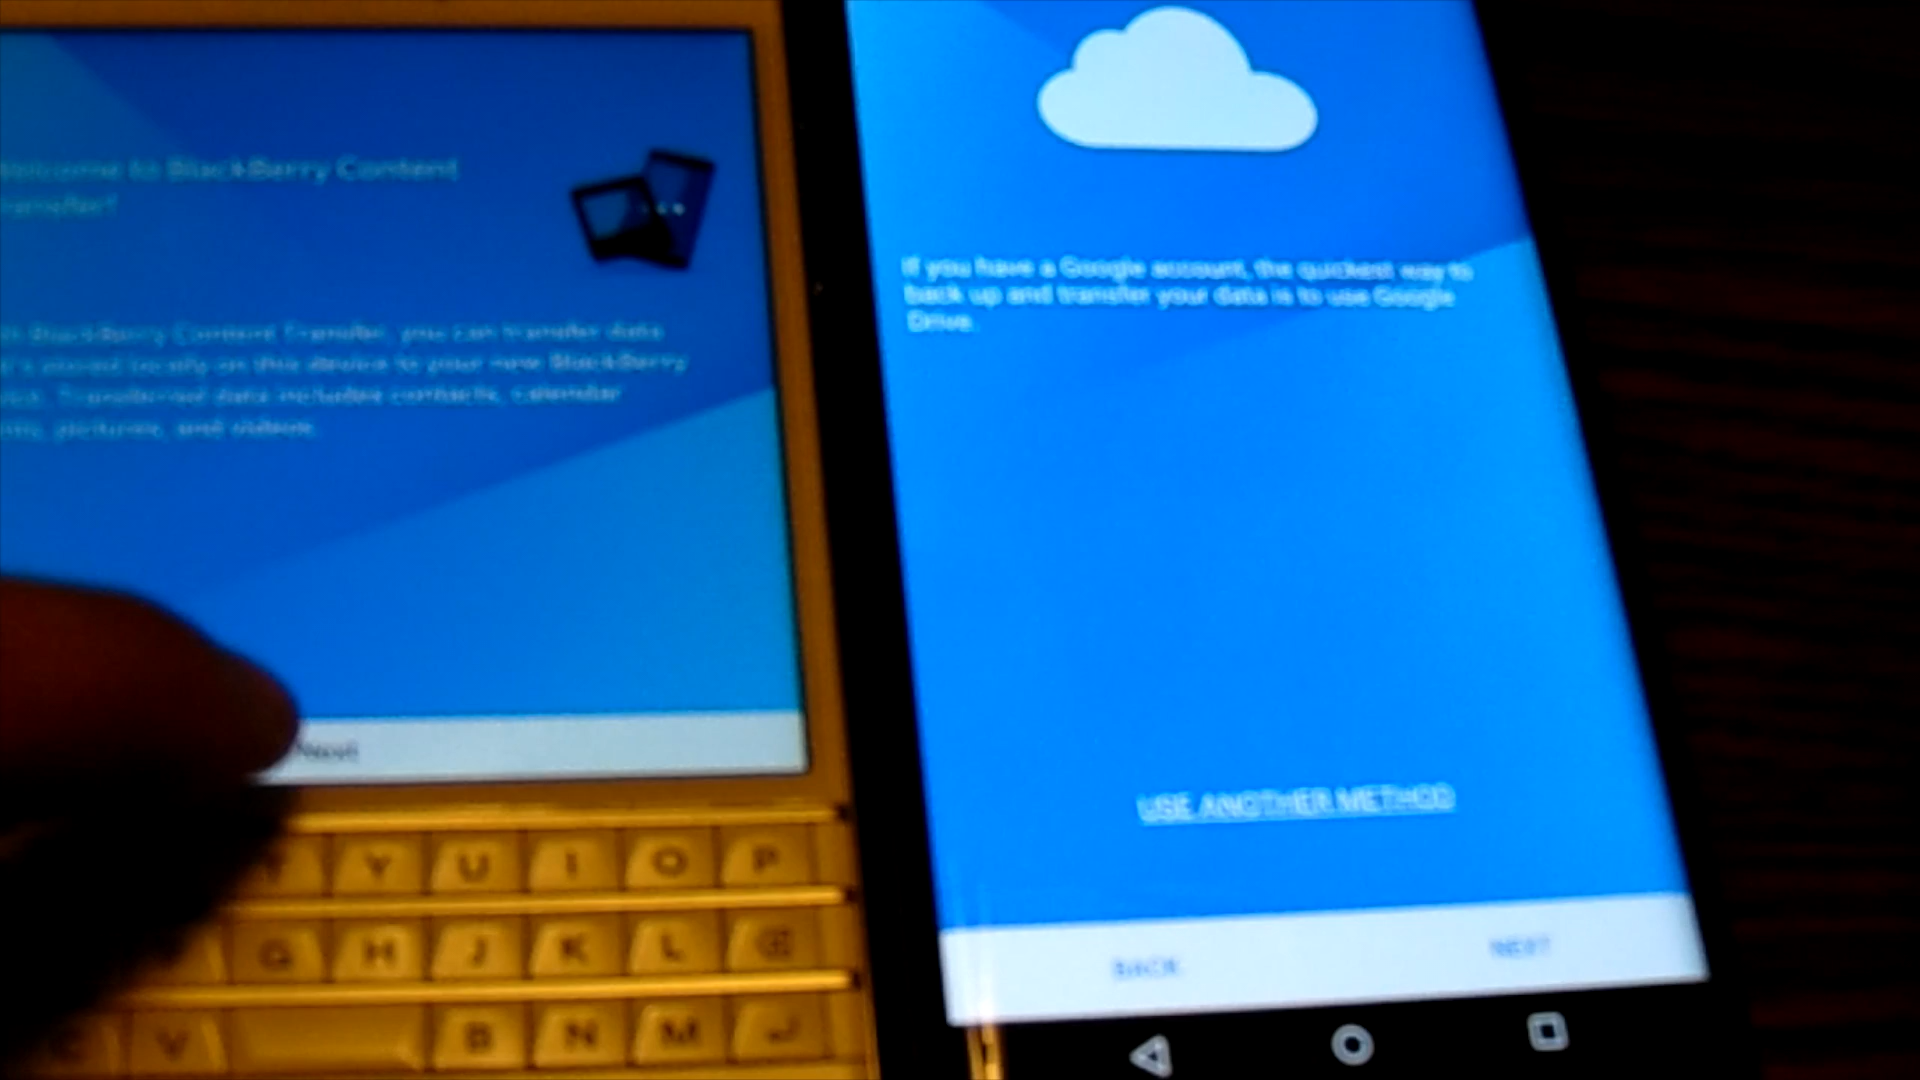 Welcome to BlackBerry Content
Transfer!
BlackBerry Content Transfer, you can transfer data
stored locally on this device to your new BlackBerry
Transferred data includes contacts, calendar
pictures, and videos.
Next
If you have a Google account, the quickest way to
back up and transfer your data is to use Google
Drive.
USE ANOTHER METHOD
BACK
NEXT
T Y U I O P
G H J K L
C V B N M